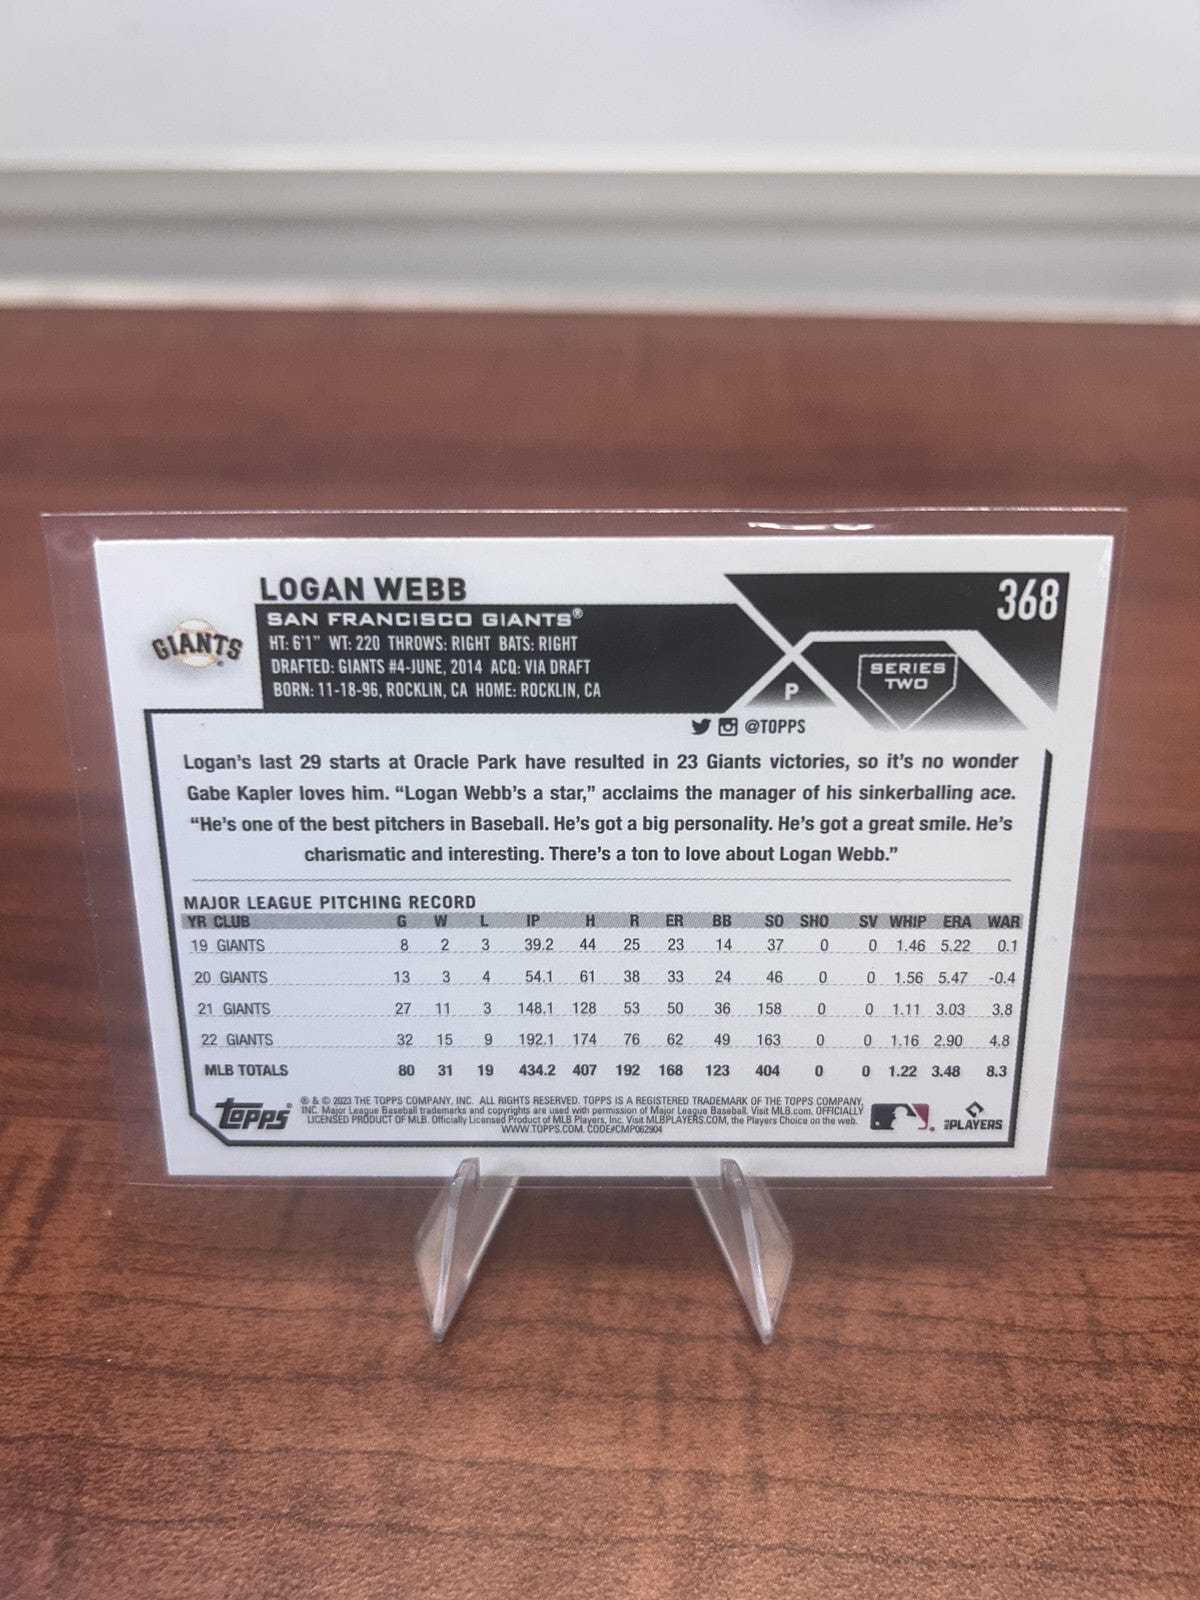 LOGAN WEBB
368
GIANTS
SAN FRANCISCO GIANTS®
HT: 6'1" WT: 220 THROWS: RIGHT BATS: RIGHT
DRAFTED: GIANTS #4-JUNE, 2014 ACQ: VIA DRAFT
BORN: 11-18-96, ROCKLIN, CA HOME: ROCKLIN, CA
P
SERIES
TWO
@TOPPS
Logan's last 29 starts at Oracle Park have resulted in 23 Giants victories, so it's no wonder
Gabe Kapler loves him. “Logan Webb's a star,” acclaims the manager of his sinkerballing ace.
“He's one of the best pitchers in Baseball. He's got a big personality. He's got a great smile. He's
charismatic and interesting. There's a ton to love about Logan Webb.”
MAJOR LEAGUE PITCHING RECORD
YR CLUB G W L IP H R ER BB SO SHO SV WHIP ERA WAR
19 GIANTS 8 2 3 39.2 44 25 23 14 37 0 0 1.46 5.22 0.1
20 GIANTS 13 3 4 54.1 61 38 33 24 46 0 0 1.56 5.47 -0.4
21 GIANTS 27 11 3 148.1 128 53 50 36 158 0 0 1.11 3.03 3.8
22 GIANTS 32 15 9 192.1 174 76 62 49 163 0 0 1.16 2.90 4.8
MLB TOTALS 80 31 19 434.2 407 192 168 123 404 0 0 1.22 3.48 8.3
Topps®
® & © 2023 THE TOPPS COMPANY, INC. ALL RIGHTS RESERVED. TOPPS IS A REGISTERED TRADEMARK OF THE TOPPS COMPANY,
INC. Major League Baseball trademarks and copyrights are used with permission of Major League Baseball. Visit MLB.com. OFFICIALLY
LICENSED PRODUCT OF MLB. Officially Licensed Product of MLB Players, Inc. Visit MLBPLAYERS.COM, the Players Choice on the web.
WWW.TOPPS.COM. CODE#CMP062904
MLB PLAYERS